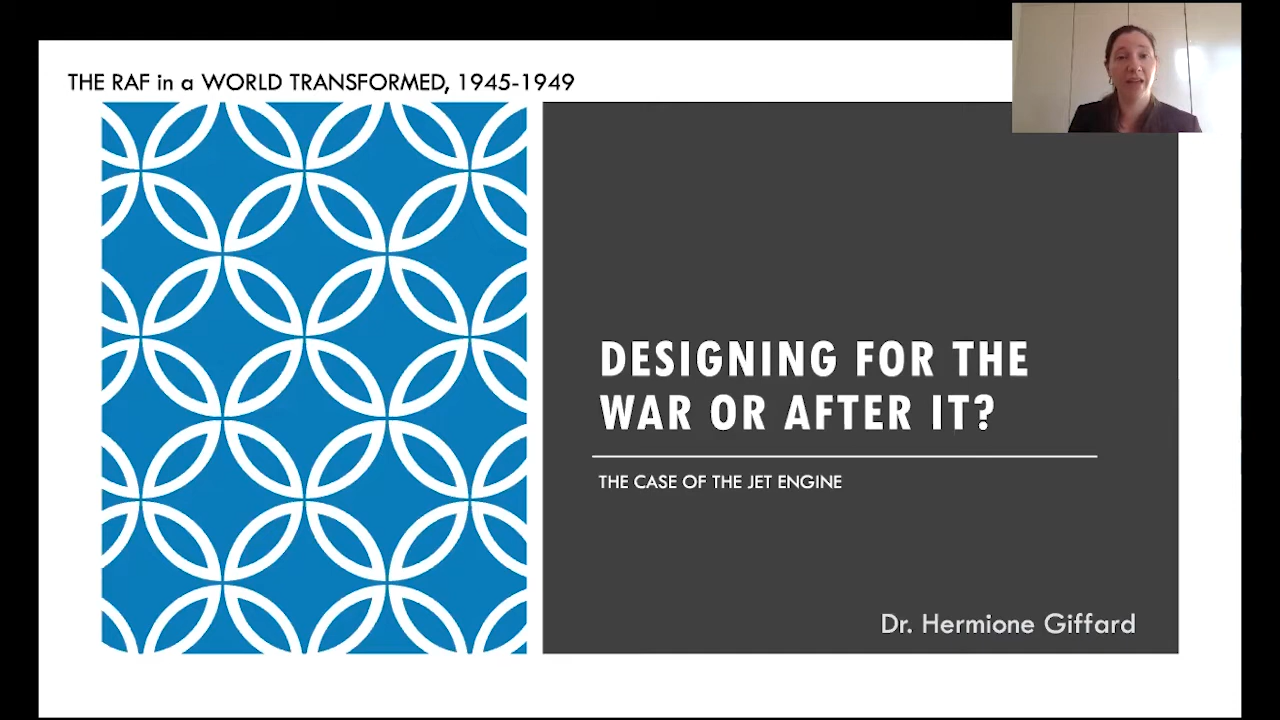 THE RAF in a WORLD TRANSFORMED, 1945-1949
DESIGNING FOR THE
WAR OR AFTER IT?
THE CASE OF THE JET ENGINE
Dr. Hermione Giffard